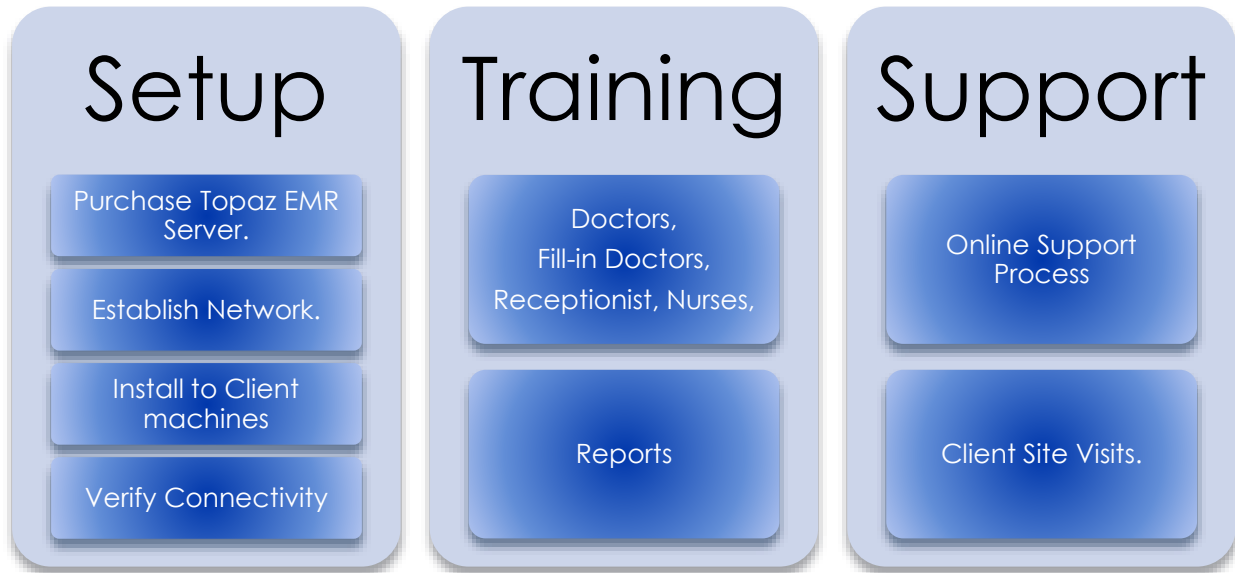 Setup
Purchase Topaz EMR
Server.
Establish Network.
Install to Client
machines
Verify Connectivity
Training
Doctors,
Fill-in Doctors,
Receptionist, Nurses,
Reports
Support
Online Support
Process
Client Site Visits.